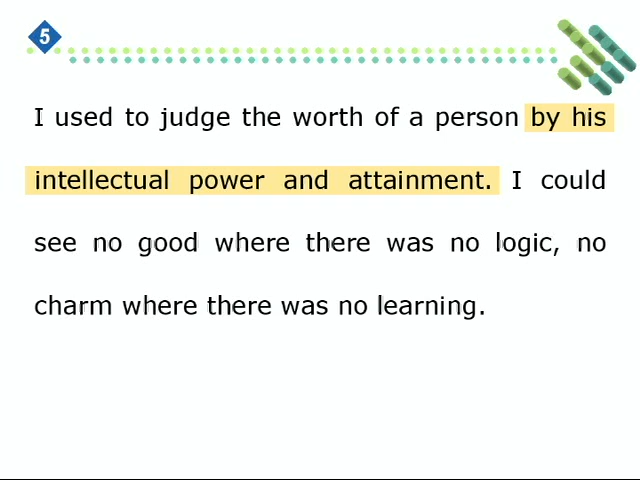 5
I used to judge the worth of a person by his
intellectual power and attainment. I could
see no good where there was no logic, no
charm where there was no learning.